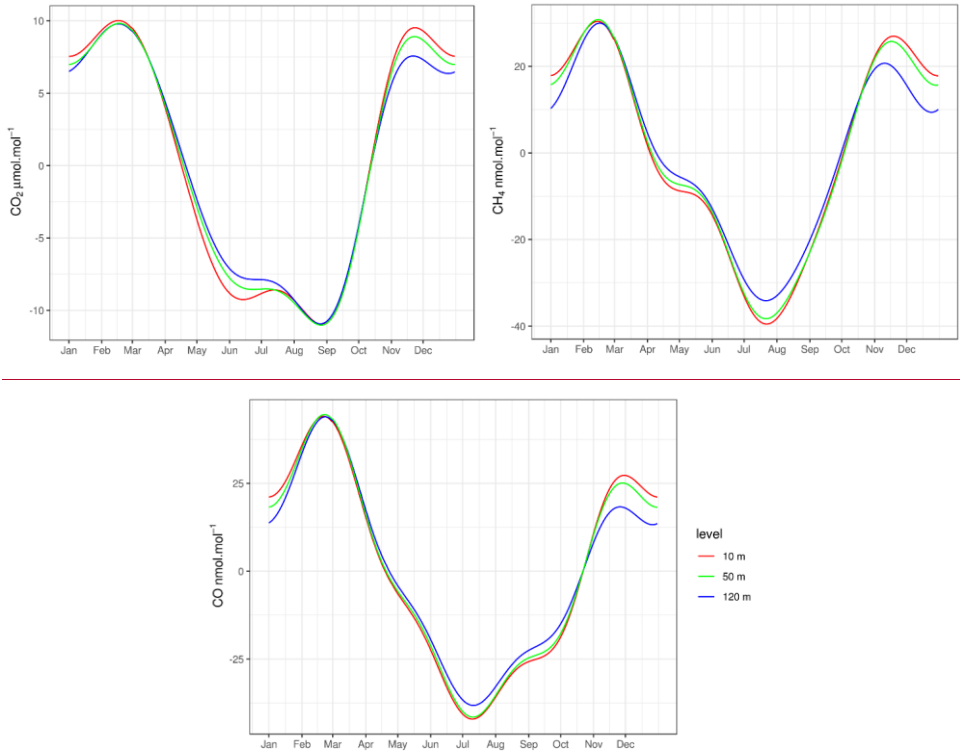 CO₂ μmol.mol⁻¹
10
5
0
-5
-10
Jan Feb Mar Apr May Jun Jul Aug Sep Oct Nov Dec
CH₄ nmol.mol⁻¹
20
0
-20
-40
Jan Feb Mar Apr May Jun Jul Aug Sep Oct Nov Dec
CO nmol.mol⁻¹
25
0
-25
Jan Feb Mar Apr May Jun Jul Aug Sep Oct Nov Dec
level
10 m
50 m
120 m